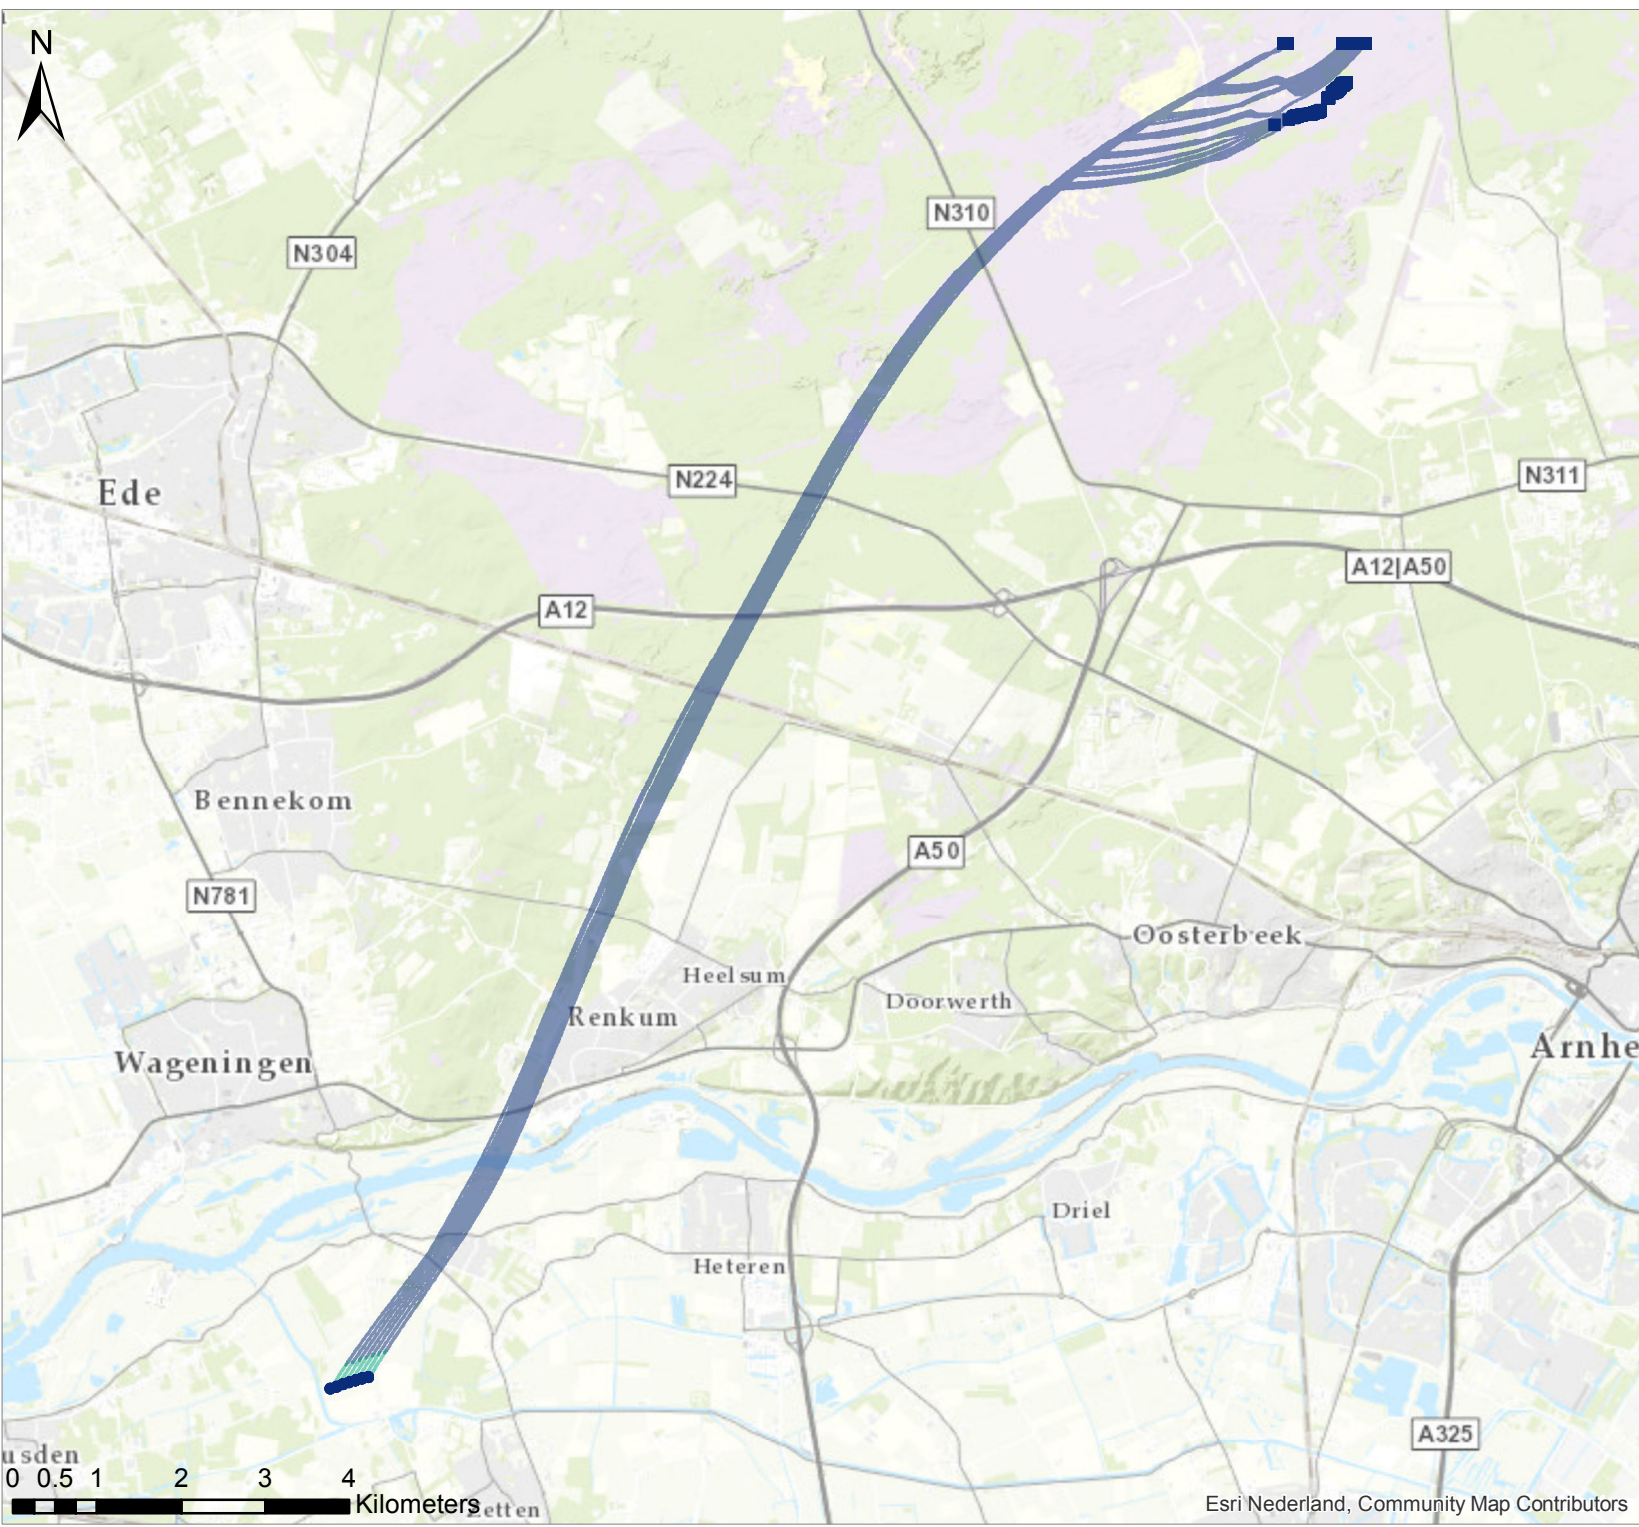 N
N310
N304
N224
N311
Ede
A12|A50
A12
Bennekom
A50
N781
Oosterbeek
Heelsum
Doorwerth
Renkum
Wageningen
Arnhe
Driel
Heteren
A325
usden
0 0.5 1 2 3 4
Kilometers
Zetten
Esri Nederland, Community Map Contributors